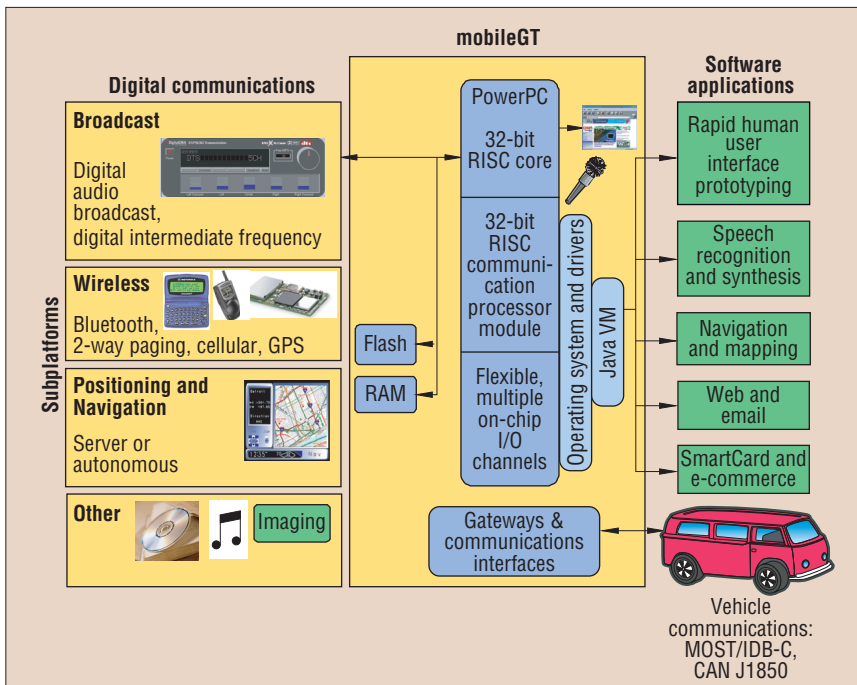 mobileGT
Digital communications
Software
applications
Subplatforms
Broadcast
DTS
5CH
Digital
audio
broadcast,
digital intermediate frequency
Wireless
Bluetooth,
2-way paging, cellular, GPS
Positioning and
Navigation
Server or
autonomous
Other
Imaging
Flash
RAM
PowerPC
32-bit
RISC core
32-bit
RISC
communi-
cation
processor
module
Flexible,
multiple
on-chip
I/O
channels
Operating system and drivers
Java VM
Gateways &
communications
interfaces
Rapid human
user
interface
prototyping
Speech
recognition
and synthesis
Navigation
and mapping
Web and
email
SmartCard and
e-commerce
Vehicle
communications:
MOST/IDB-C,
CAN J1850